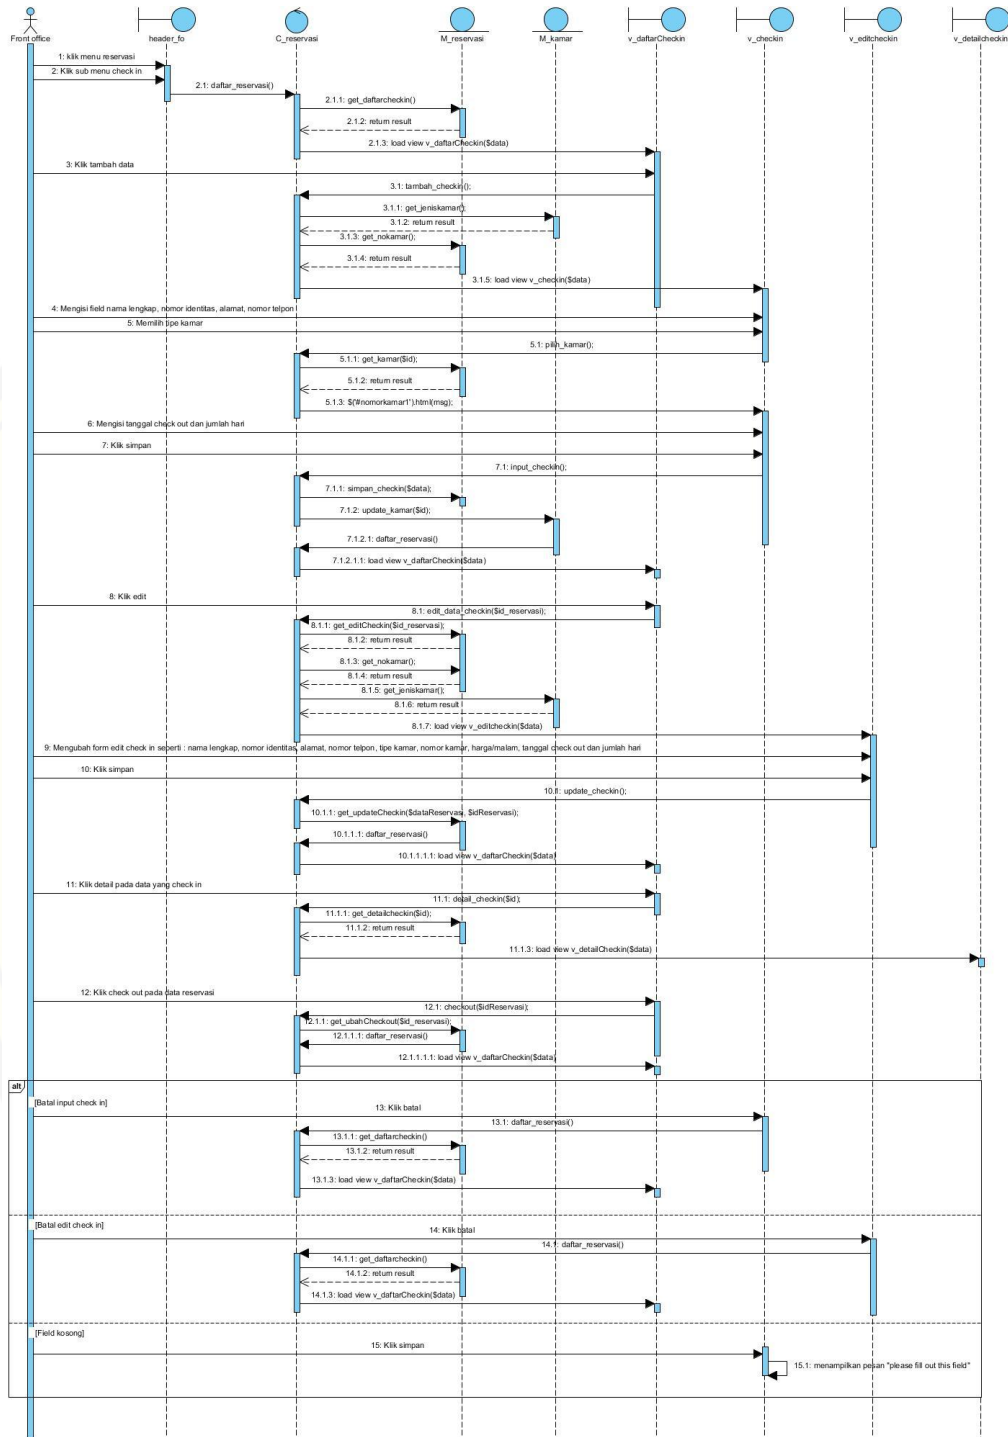 Front office
header_fo
C_reservasi
M_reservasi
M_kamar
v_daftarCheckin
v_checkin
v_editcheckin
v_detailcheckin
1: klik menu reservasi
2: Klik sub menu check in
2.1: daftar_reservasi()
2.1.1: get_daftarcheckin()
2.1.2: return result
2.1.3: load view v_daftarCheckin($data)
3: Klik tambah data
3.1: tambah_checkin();
3.1.1: get_jeniskamar();
3.1.2: return result
3.1.3: get_nokamar();
3.1.4: return result
3.1.5: load view v_checkin($data)
4: Mengisi field nama lengkap, nomor identitas, alamat, nomor telpon
5: Memilih tipe kamar
5.1: pilih_kamar();
5.1.1: get_kamar($id);
5.1.2: return result
5.1.3: $('#nomorkamar1').html(msg);
6: Mengisi tanggal check out dan jumlah hari
7: Klik simpan
7.1: input_checkin();
7.1.1: simpan_checkin($data);
7.1.2: update_kamar($id);
7.1.2.1: daftar_reservasi()
7.1.2.1.1: load view v_daftarCheckin($data)
8: Klik edit
8.1: edit_data_checkin($id_reservasi);
8.1.1: get_editCheckin($id_reservasi);
8.1.2: return result
8.1.3: get_nokamar();
8.1.4: return result
8.1.5: get_jeniskamar();
8.1.6: return result
8.1.7: load view v_editcheckin($data)
9: Mengubah form edit check in seperti : nama lengkap, nomor identitas, alamat, nomor telpon, tipe kamar, nomor kamar, harga/malam, tanggal check out dan jumlah hari
10: Klik simpan
10.1: update_checkin();
10.1.1: get_updateCheckin($dataReservasi, $idReservasi);
10.1.1.1: daftar_reservasi()
10.1.1.1.1: load view v_daftarCheckin($data)
11: Klik detail pada data yang check in
11.1: detail_checkin($id);
11.1.1: get_detailcheckin($id);
11.1.2: return result
11.1.3: load view v_detailCheckin($data)
12: Klik check out pada data reservasi
12.1: checkout($idReservasi);
12.1.1: get_ubahCheckout($id_reservasi);
12.1.1.1: daftar_reservasi()
12.1.1.1.1: load view v_daftarCheckin($data)
alt
[Batal input check in]
13: Klik batal
13.1: daftar_reservasi()
13.1.1: get_daftarcheckin()
13.1.2: return result
13.1.3: load view v_daftarCheckin($data)
[Batal edit check in]
14: Klik batal
14.1: daftar_reservasi()
14.1.1: get_daftarcheckin()
14.1.2: return result
14.1.3: load view v_daftarCheckin($data)
[Field kosong]
15: Klik simpan
15.1: menampilkan pesan "please fill out this field"